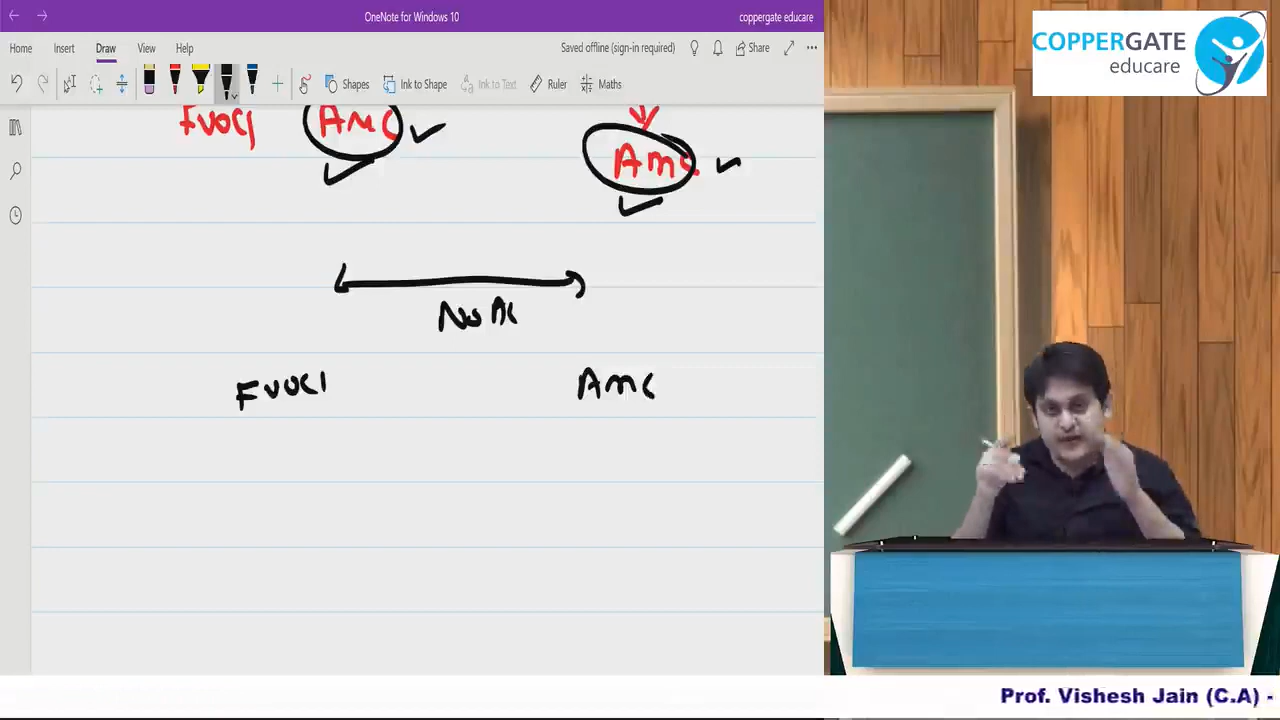 OneNote for Windows 10
coppergate educare
Home Insert Draw View Help
Saved offline (sign-in required)
Share
Shapes
Ink to Shape
Ink to Text
Ruler
Maths
COPPERGATE
educare
FVOCI AMC
AMC
No AC
FVOCI AMC
Prof. Vishesh Jain (C.A) -